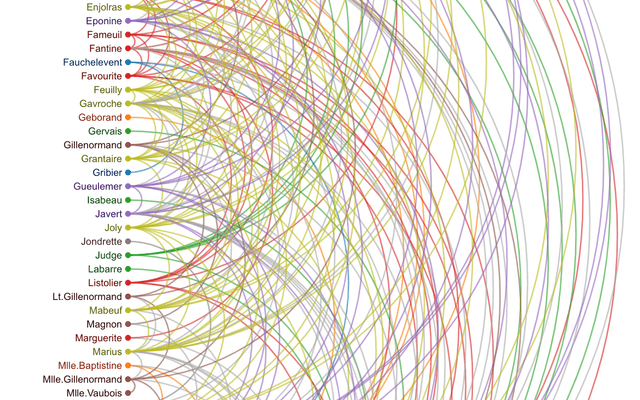 Enjolras
Eponine
Fameuil
Fantine
Fauchelevent
Favourite
Feuilly
Gavroche
Geborand
Gervais
Gillenormand
Grantaire
Gribier
Gueulemer
Isabeau
Javert
Joly
Jondrette
Judge
Labarre
Listolier
Lt.Gillenormand
Mabeuf
Magnon
Marguerite
Marius
Mlle.Baptistine
Mlle.Gillenormand
Mlle.Vaubois